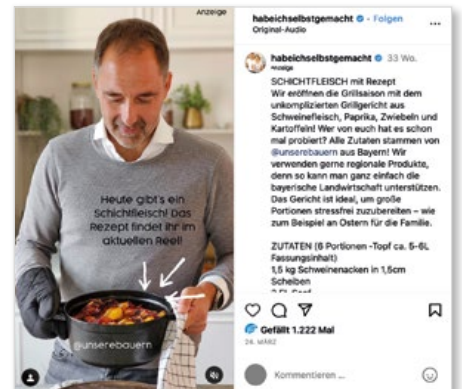 Anzeige
Heute gibt's ein
Schichtfleisch! Das
Rezept findet ihr im
aktuellen Reel!
@unserebauern
habeichselbstgemacht • Folgen
Original-Audio
habeichselbstgemacht 33 Wo.
Anzeige
SCHICHTFLEISCH mit Rezept
Wir eröffnen die Grillsaison mit dem
unkomplizierten Grillgericht aus
Schweinefleisch, Paprika, Zwiebeln und
Kartoffeln! Wer von euch hat es schon
mal probiert? Alle Zutaten stammen von
@unserebauern aus Bayern! Wir
verwenden gerne regionale Produkte,
denn so kann man ganz einfach die
bayerische Landwirtschaft unterstützen.
Das Gericht ist ideal, um große
Portionen stressfrei zuzubereiten – wie
zum Beispiel an Ostern für die Familie.
ZUTATEN (6 Portionen -Topf ca. 5-6L
Fassungsinhalt)
1,5 kg Schweinenacken in 1,5cm
Scheiben
Gefällt 1.222 Mal
26. MÄRZ
Kommentieren ...